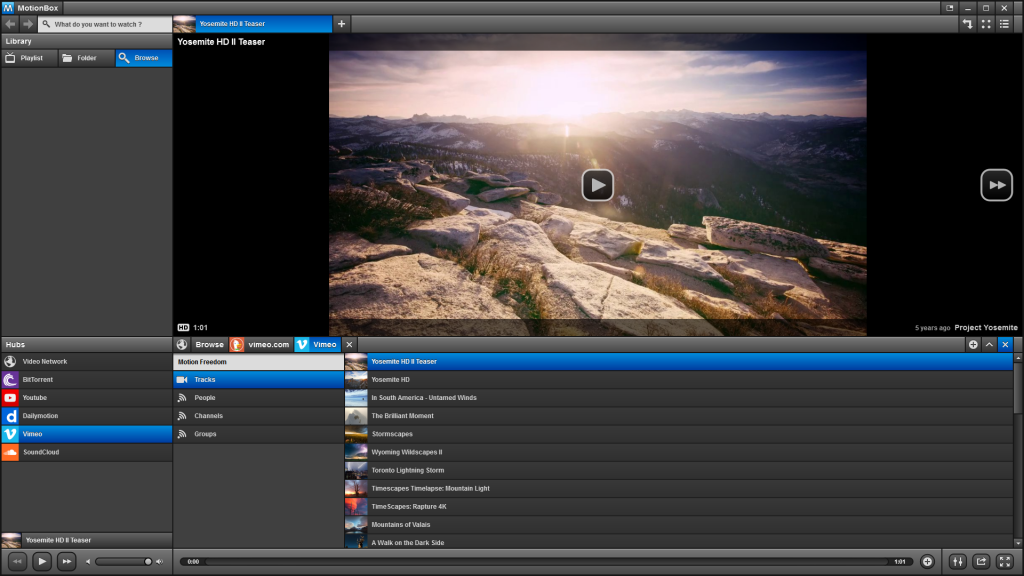 MotionBox
What do you want to watch ?
Yosemite HD II Teaser
Library
Playlist
Folder
Browse
Yosemite HD II Teaser
HD 1:01
5 years ago Project Yosemite
Hubs
Video Network
BitTorrent
Youtube
Dailymotion
Vimeo
SoundCloud
Yosemite HD II Teaser
Browse
vimeo.com
Vimeo
Motion Freedom
Tracks
People
Channels
Groups
Yosemite HD II Teaser
Yosemite HD
In South America - Untamed Winds
The Brilliant Moment
Stormscapes
Wyoming Wildscapes II
Toronto Lightning Storm
Timescapes Timelapse: Mountain Light
TimeScapes: Rapture 4K
Mountains of Valais
A Walk on the Dark Side
0:00
1:01